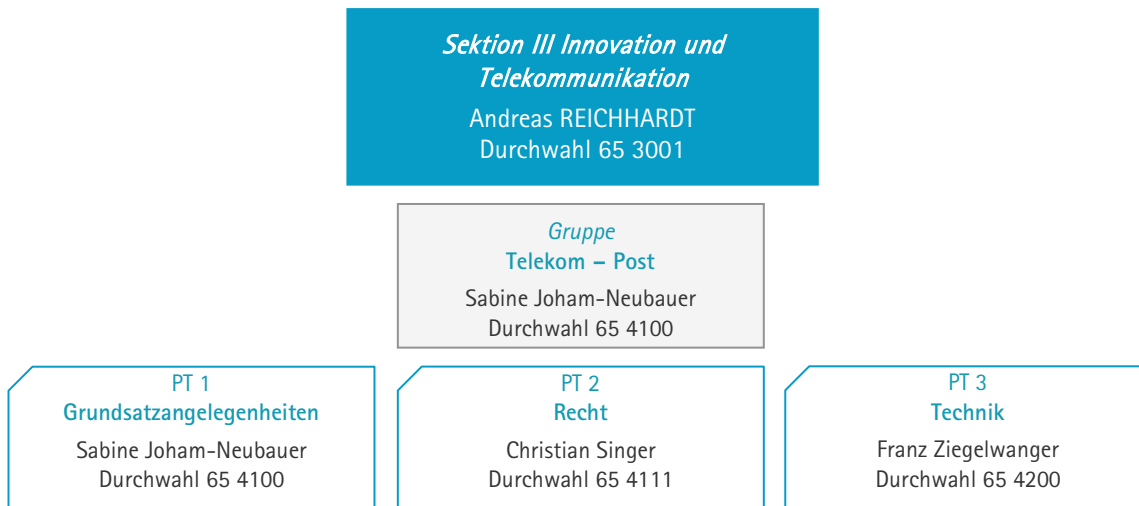 Sektion III Innovation und
Telekommunikation
Andreas REICHHARDT
Durchwahl 65 3001
Gruppe
Telekom – Post
Sabine Joham-Neubauer
Durchwahl 65 4100
PT 1
Grundsatzangelegenheiten
Sabine Joham-Neubauer
Durchwahl 65 4100
PT 2
Recht
Christian Singer
Durchwahl 65 4111
PT 3
Technik
Franz Ziegelwanger
Durchwahl 65 4200